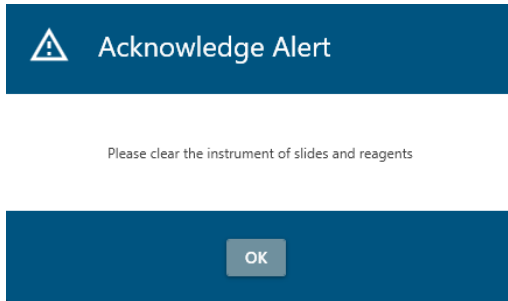 Acknowledge Alert
Please clear the instrument of slides and reagents
OK